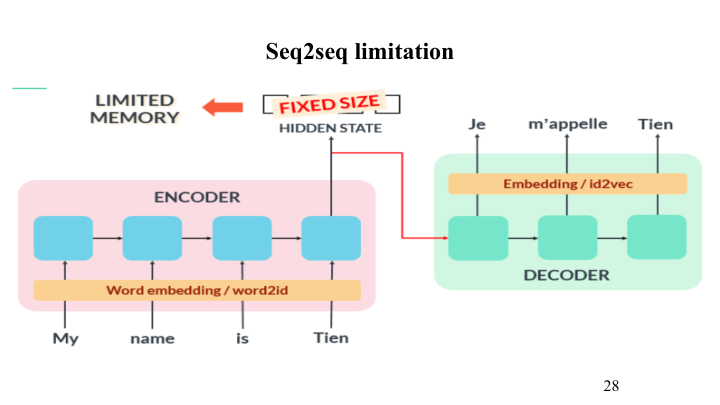 Seq2seq limitation
LIMITED
MEMORY
FIXED SIZE
HIDDEN STATE
Je m’appelle Tien
Embedding / id2vec
ENCODER
DECODER
Word embedding / word2id
My name is Tien
28